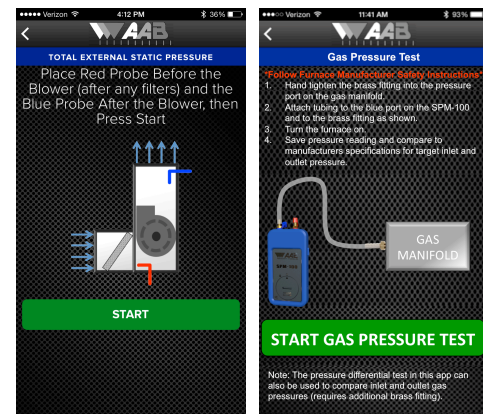 Verizon 4:12 PM 36%
AAB
TOTAL EXTERNAL STATIC PRESSURE
Place Red Probe Before the
Blower (after any filters) and the
Blue Probe After the Blower, then
Press Start
START
Verizon 11:41 AM 93%
AAB
Gas Pressure Test
*Follow Furnace Manufacturer Safety Instructions*
1. Hand tighten the brass fitting into the pressure
port on the gas manifold.
2. Attach tubing to the blue port on the SPM-100
and to the brass fitting as shown.
3. Turn the furnace on.
4. Save pressure reading and compare to
manufacturers specifications for target inlet and
outlet pressure.
AAB
SPM-100
GAS
MANIFOLD
START GAS PRESSURE TEST
Note: The pressure differential test in this app can
also be used to compare inlet and outlet gas
pressures (requires additional brass fitting).